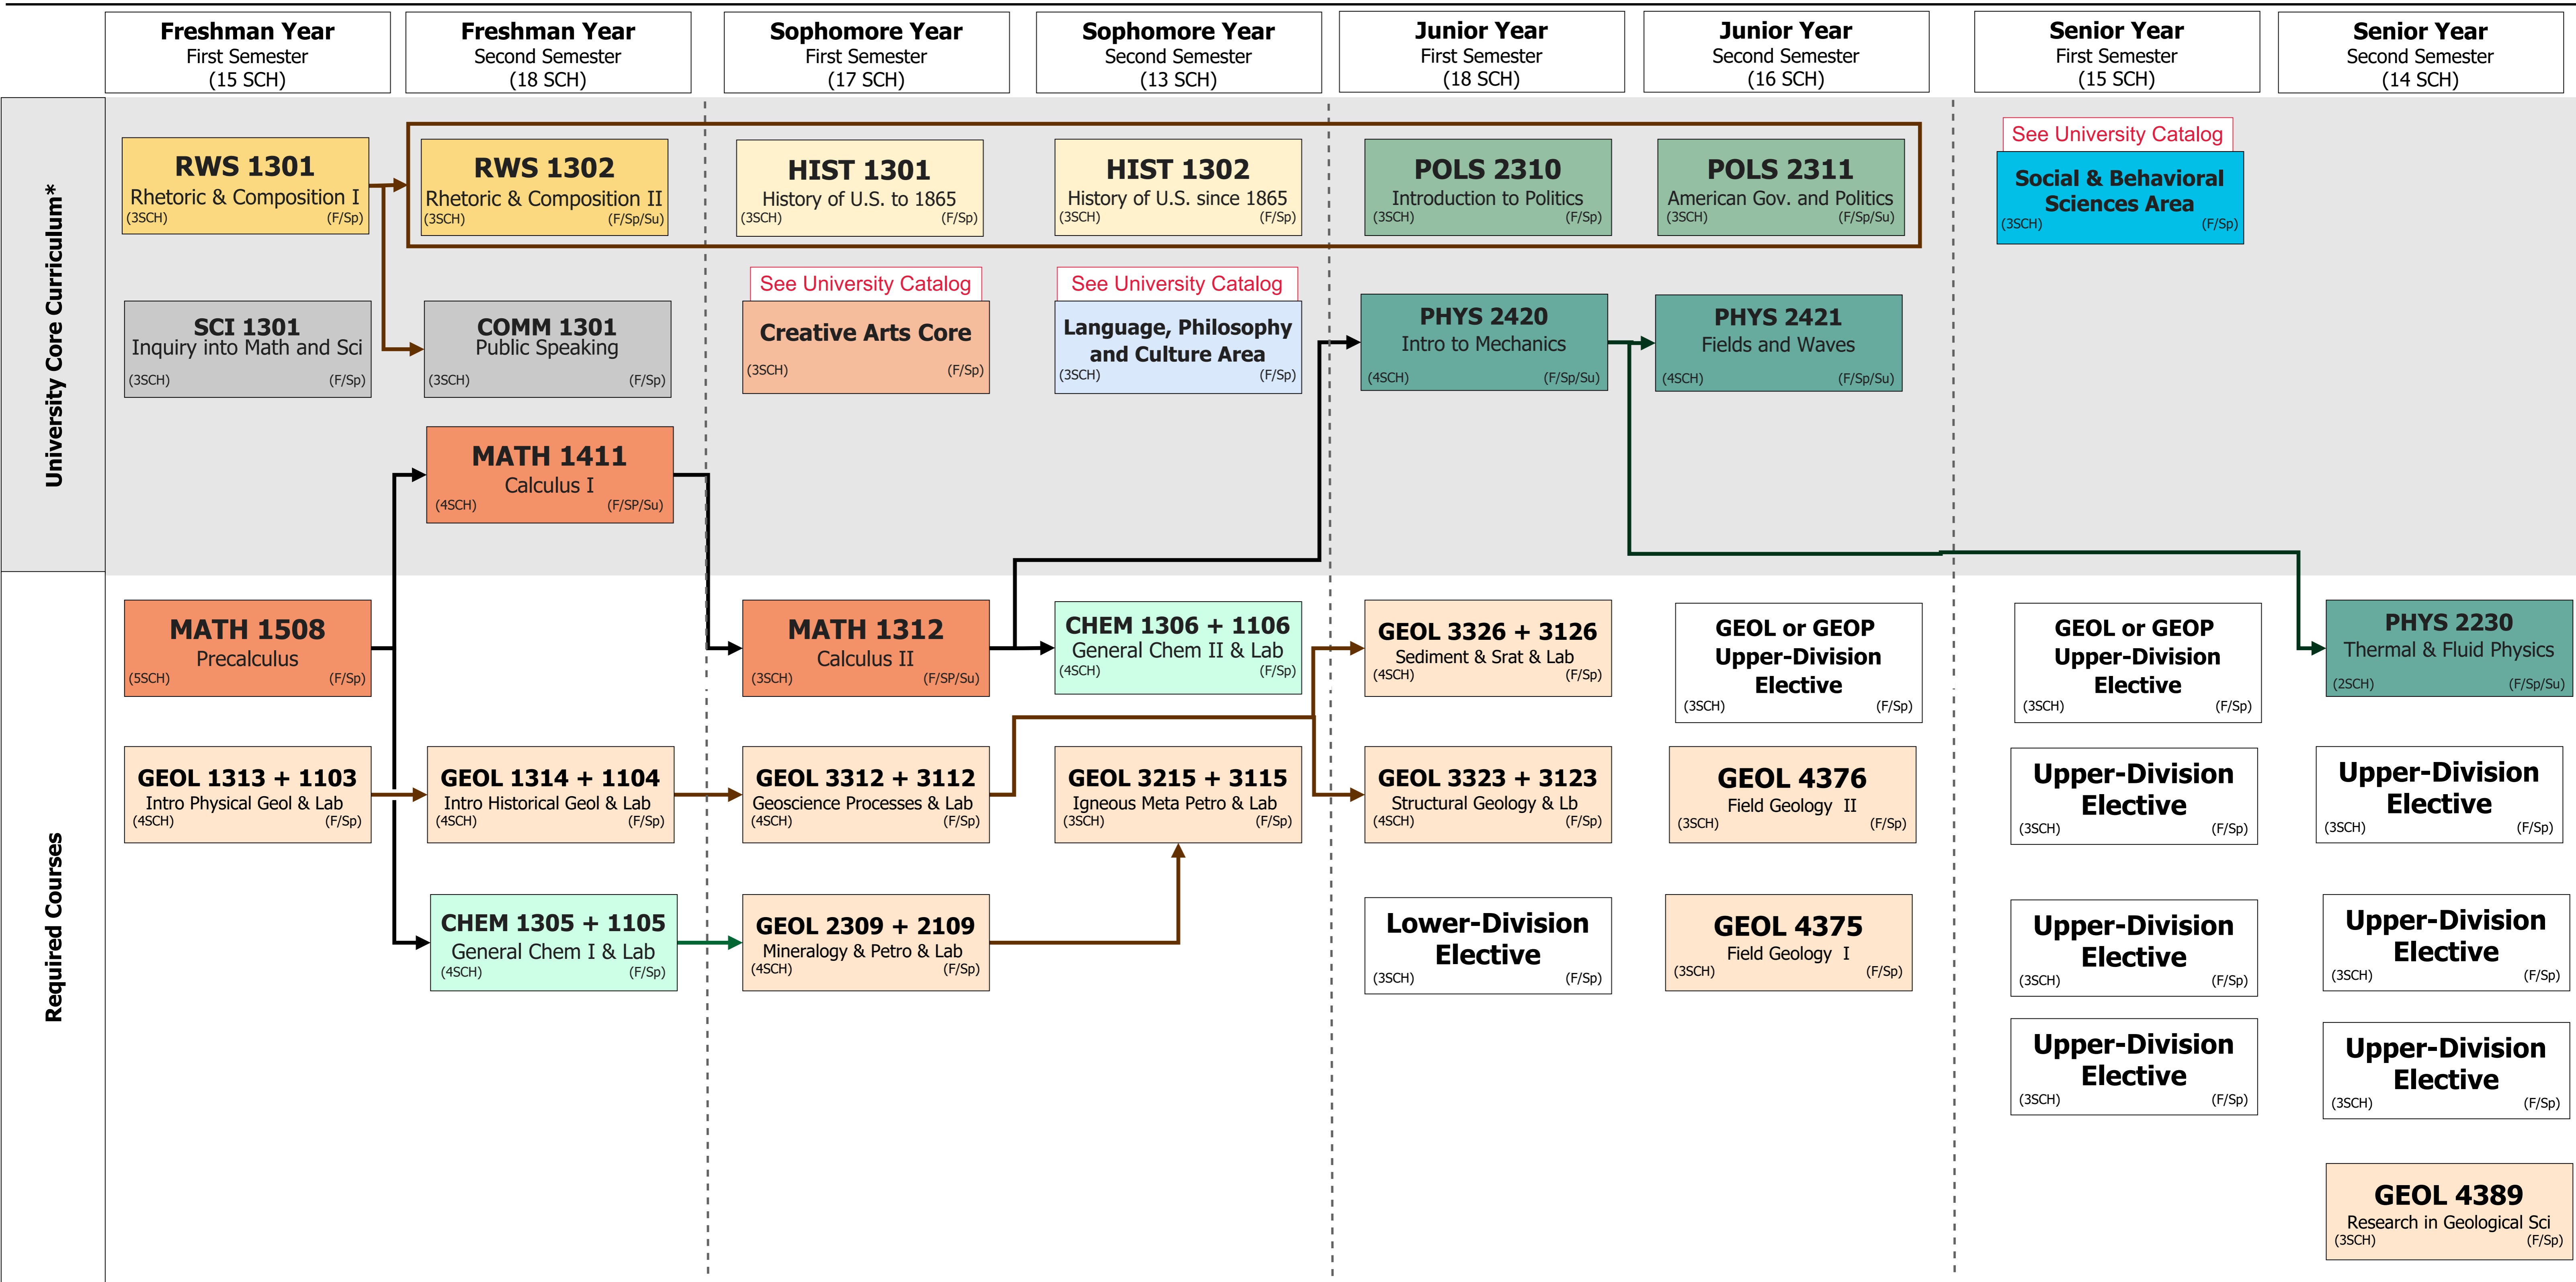 Freshman Year
First Semester
(15 SCH)
Freshman Year
Second Semester
(18 SCH)
Sophomore Year
First Semester
(17 SCH)
Sophomore Year
Second Semester
(13 SCH)
Junior Year
First Semester
(18 SCH)
Junior Year
Second Semester
(16 SCH)
Senior Year
First Semester
(15 SCH)
Senior Year
Second Semester
(14 SCH)
University Core Curriculum*
RWS 1301
Rhetoric & Composition I
(3SCH) (F/Sp)
RWS 1302
Rhetoric & Composition II
(3SCH) (F/Sp/Su)
HIST 1301
History of U.S. to 1865
(3SCH) (F/Sp)
HIST 1302
History of U.S. since 1865
(3SCH) (F/Sp)
POLS 2310
Introduction to Politics
(3SCH) (F/Sp)
POLS 2311
American Gov. and Politics
(3SCH) (F/Sp/Su)
See University Catalog
Social & Behavioral
Sciences Area
(3SCH) (F/Sp)
SCI 1301
Inquiry into Math and Sci
(3SCH) (F/Sp)
COMM 1301
Public Speaking
(3SCH) (F/Sp)
See University Catalog
Creative Arts Core
(3SCH) (F/Sp)
See University Catalog
Language, Philosophy
and Culture Area
(3SCH) (F/Sp)
PHYS 2420
Intro to Mechanics
(4SCH) (F/Sp/Su)
PHYS 2421
Fields and Waves
(4SCH) (F/Sp/Su)
MATH 1411
Calculus I
(4SCH) (F/SP/Su)
Required Courses
MATH 1508
Precalculus
(5SCH) (F/Sp)
MATH 1312
Calculus II
(3SCH) (F/SP/Su)
CHEM 1306 + 1106
General Chem II & Lab
(4SCH) (F/Sp)
GEOL 3326 + 3126
Sediment & Srat & Lab
(4SCH) (F/Sp)
GEOL or GEOP
Upper-Division
Elective
(3SCH) (F/Sp)
GEOL or GEOP
Upper-Division
Elective
(3SCH) (F/Sp)
PHYS 2230
Thermal & Fluid Physics
(2SCH) (F/Sp/Su)
GEOL 1313 + 1103
Intro Physical Geol & Lab
(4SCH) (F/Sp)
GEOL 1314 + 1104
Intro Historical Geol & Lab
(4SCH) (F/Sp)
GEOL 3312 + 3112
Geoscience Processes & Lab
(4SCH) (F/Sp)
GEOL 3215 + 3115
Igneous Meta Petro & Lab
(3SCH) (F/Sp)
GEOL 3323 + 3123
Structural Geology & Lb
(4SCH) (F/Sp)
GEOL 4376
Field Geology II
(3SCH) (F/Sp)
Upper-Division
Elective
(3SCH) (F/Sp)
Upper-Division
Elective
(3SCH) (F/Sp)
CHEM 1305 + 1105
General Chem I & Lab
(4SCH) (F/Sp)
GEOL 2309 + 2109
Mineralogy & Petro & Lab
(4SCH) (F/Sp)
Lower-Division
Elective
(3SCH) (F/Sp)
GEOL 4375
Field Geology I
(3SCH) (F/Sp)
Upper-Division
Elective
(3SCH) (F/Sp)
Upper-Division
Elective
(3SCH) (F/Sp)
Upper-Division
Elective
(3SCH) (F/Sp)
Upper-Division
Elective
(3SCH) (F/Sp)
GEOL 4389
Research in Geological Sci
(3SCH) (F/Sp)